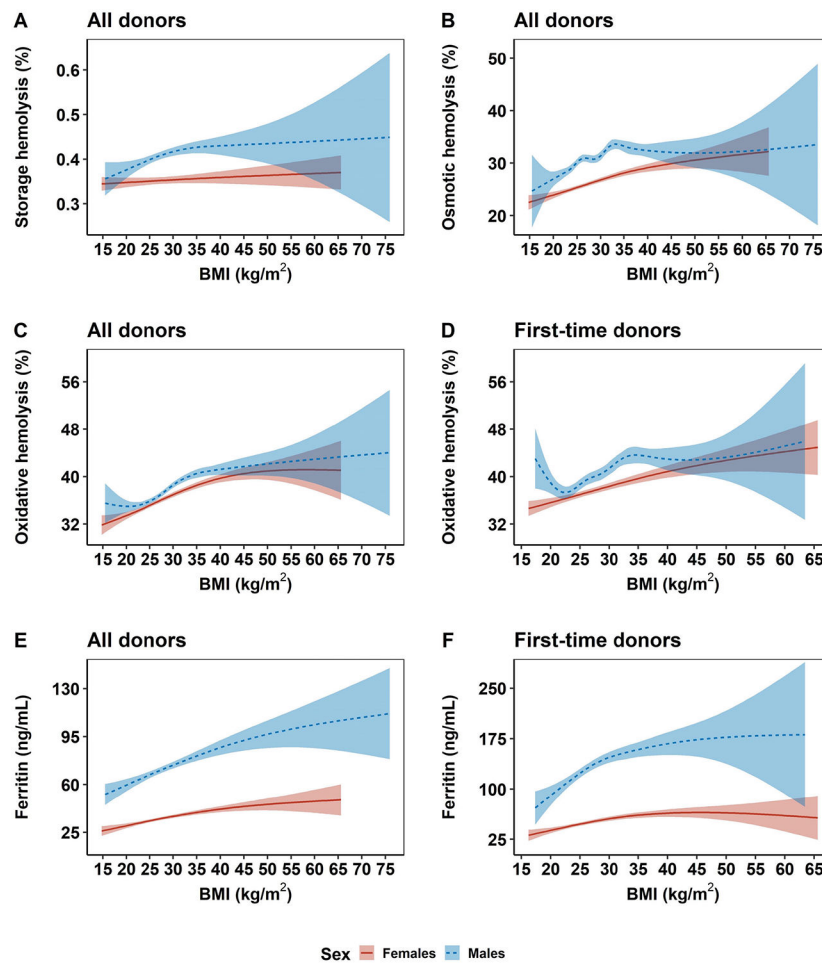 A All donors
Storage hemolysis (%)
0.6
0.5
0.4
0.3
15 20 25 30 35 40 45 50 55 60 65 70 75
BMI (kg/m²)
B All donors
Osmotic hemolysis (%)
50
40
30
20
15 20 25 30 35 40 45 50 55 60 65 70 75
BMI (kg/m²)
C All donors
Oxidative hemolysis (%)
56
48
40
32
15 20 25 30 35 40 45 50 55 60 65 70 75
BMI (kg/m²)
D First-time donors
Oxidative hemolysis (%)
56
48
40
32
15 20 25 30 35 40 45 50 55 60 65
BMI (kg/m²)
E All donors
Ferritin (ng/mL)
130
95
60
25
15 20 25 30 35 40 45 50 55 60 65 70 75
BMI (kg/m²)
F First-time donors
Ferritin (ng/mL)
250
175
100
25
15 20 25 30 35 40 45 50 55 60 65
BMI (kg/m²)
Sex Females Males